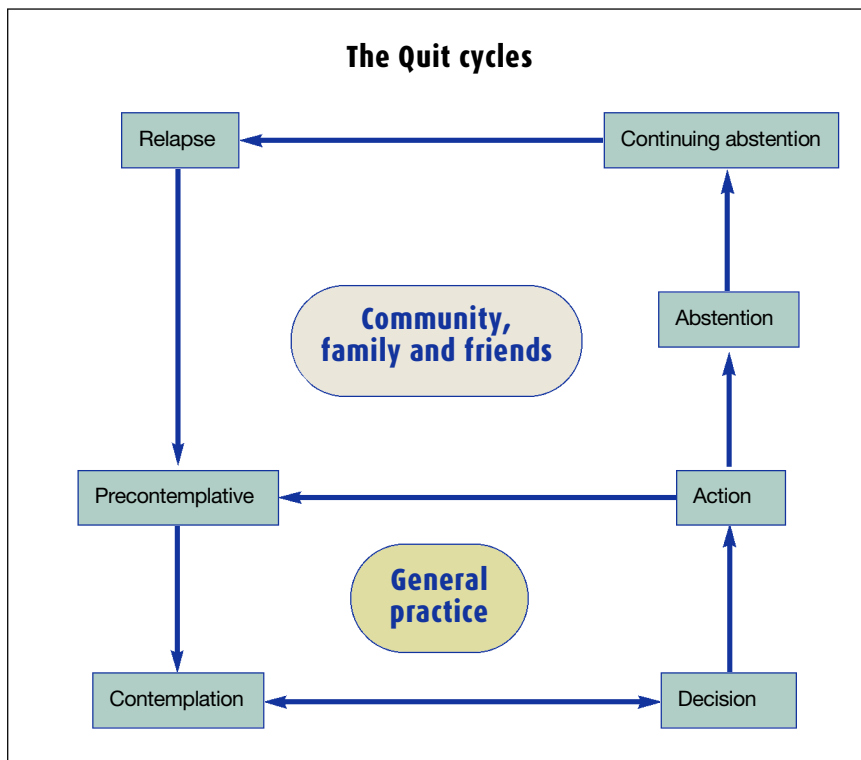 The Quit cycles
Relapse
Continuing abstention
Community,
family and friends
Abstention
Precontemplative
Action
General
practice
Contemplation
Decision